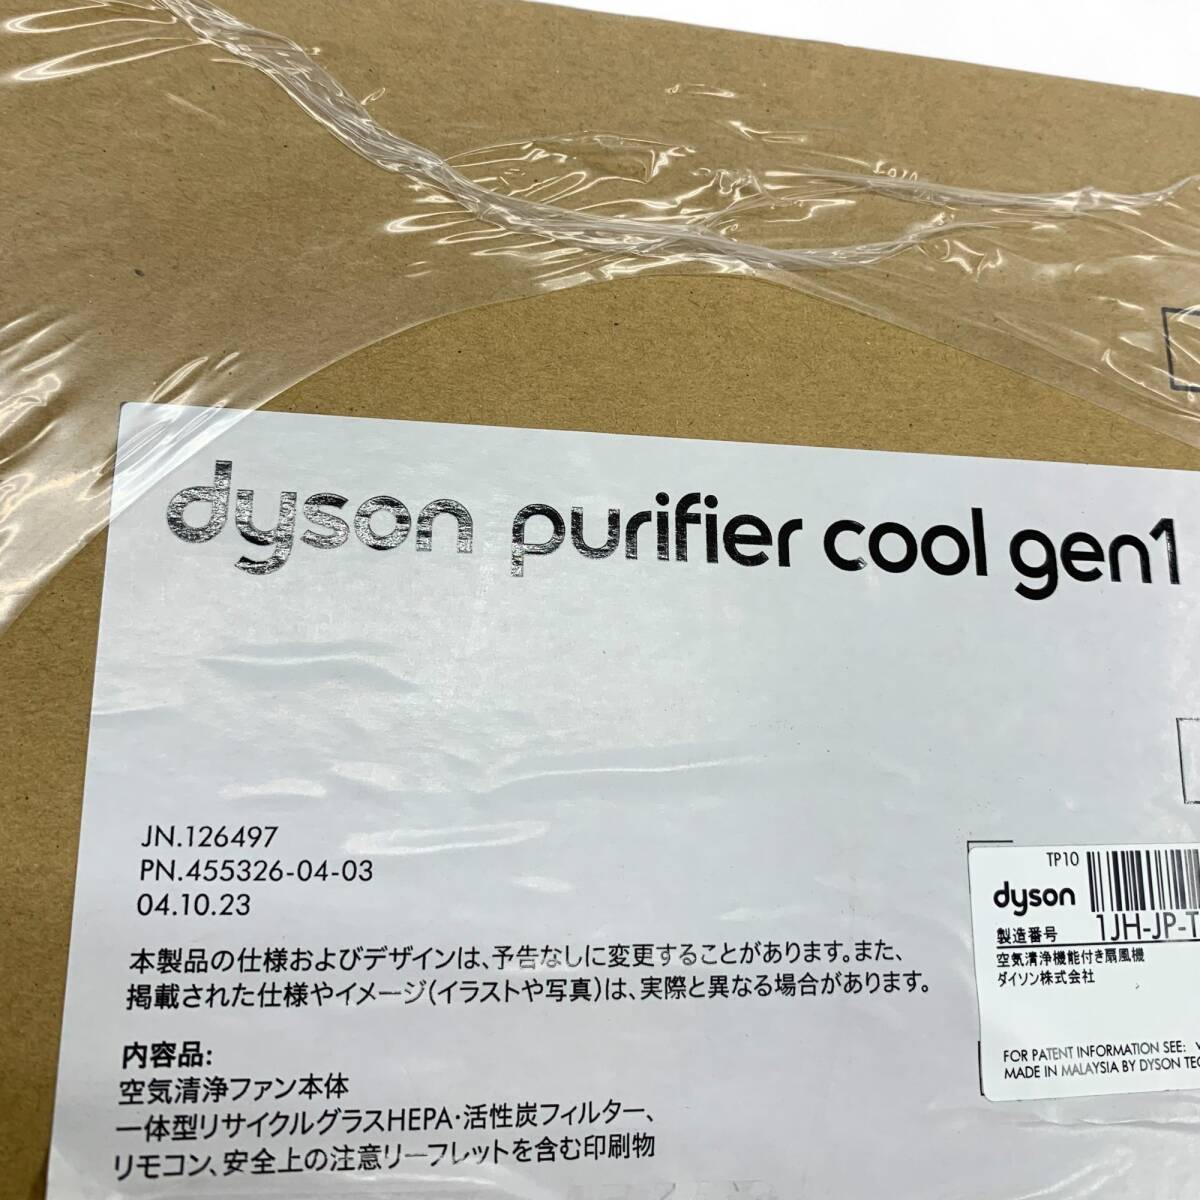 dyson purifier cool gen1
JN.126497
PN.455326-04-03
04.10.23
本製品の仕様およびデザインは、予告なしに変更することがあります。また、
掲載された仕様やイメージ(イラストや写真)は、実際と異なる場合があります。
内容品:
空気清浄ファン本体
一体型リサイクルグラスHEPA・活性炭フィルター、
リモコン、安全上の注意リーフレットを含む印刷物
TP10
dyson
製造番号 1JH-JP-T
空気清浄機能付き扇風機
ダイソン株式会社
FOR PATENT INFORMATION SEE:
MADE IN MALAYSIA BY DYSON TEC